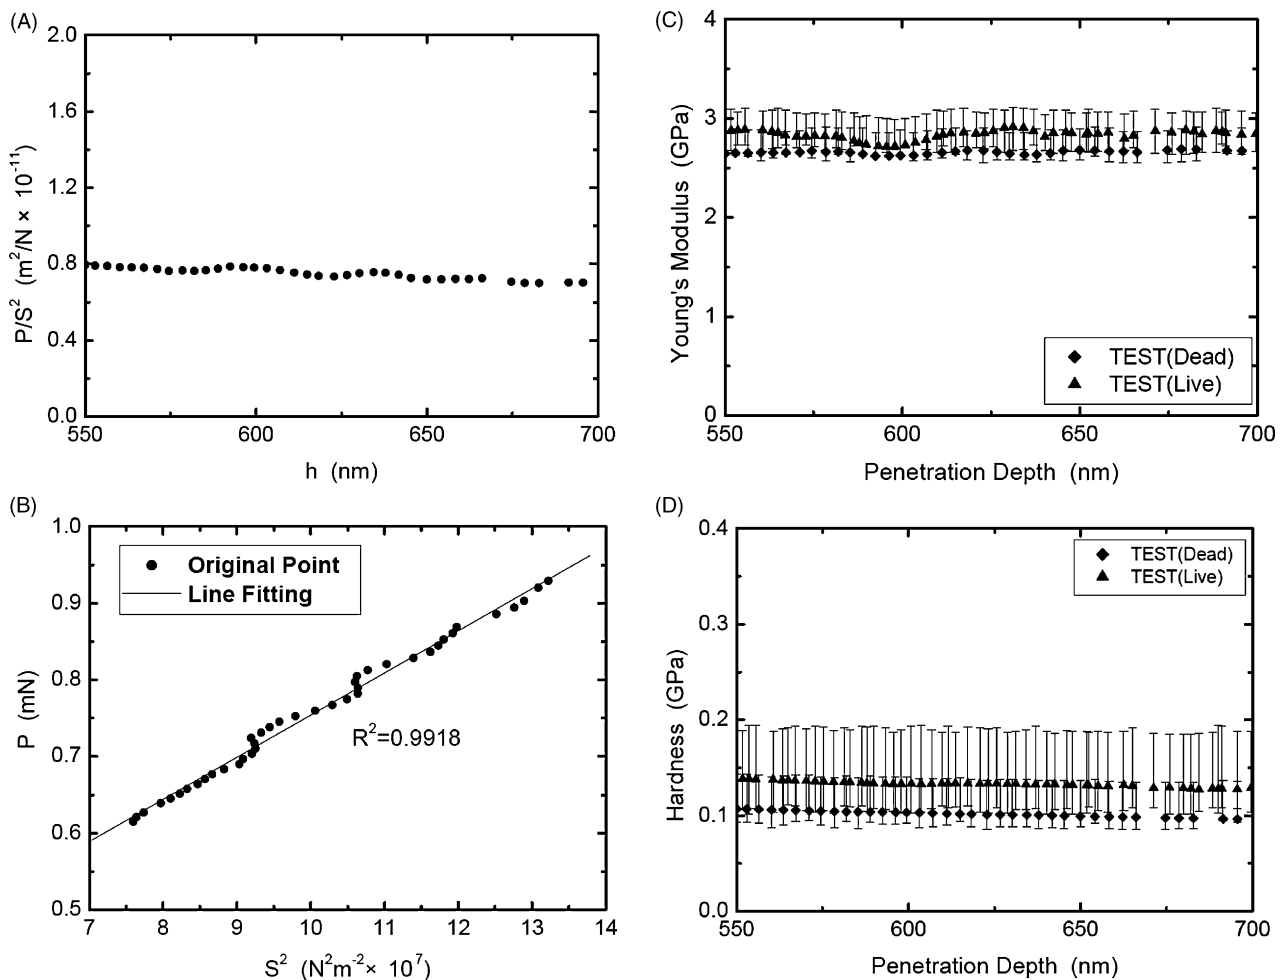 (A)
2.0
1.6
1.2
0.8
0.4
0.0
P/S² (m²/N × 10⁻¹¹)
550
600
650
700
h (nm)
(C)
4
3
2
1
0
Young's Modulus (GPa)
TEST(Dead)
TEST(Live)
550
600
650
700
Penetration Depth (nm)
(B)
1.0
0.9
0.8
0.7
0.6
0.5
P (mN)
Original Point
Line Fitting
R²=0.9918
7
8
9
10
11
12
13
14
S² (N²m⁻²× 10⁷)
(D)
0.4
0.3
0.2
0.1
0.0
Hardness (GPa)
TEST(Dead)
TEST(Live)
550
600
650
700
Penetration Depth (nm)